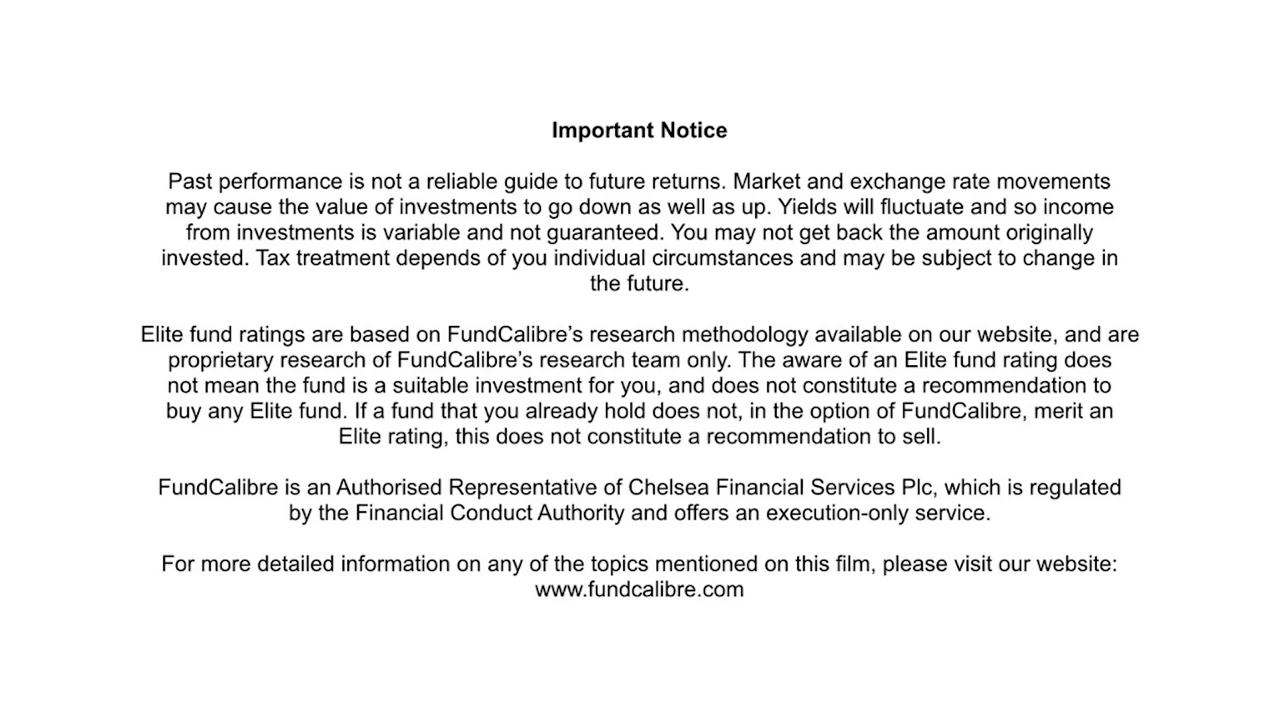 Important Notice
Past performance is not a reliable guide to future returns. Market and exchange rate movements
may cause the value of investments to go down as well as up. Yields will fluctuate and so income
from investments is variable and not guaranteed. You may not get back the amount originally
invested. Tax treatment depends of you individual circumstances and may be subject to change in
the future.
Elite fund ratings are based on FundCalibre’s research methodology available on our website, and are
proprietary research of FundCalibre’s research team only. The aware of an Elite fund rating does
not mean the fund is a suitable investment for you, and does not constitute a recommendation to
buy any Elite fund. If a fund that you already hold does not, in the option of FundCalibre, merit an
Elite rating, this does not constitute a recommendation to sell.
FundCalibre is an Authorised Representative of Chelsea Financial Services Plc, which is regulated
by the Financial Conduct Authority and offers an execution-only service.
For more detailed information on any of the topics mentioned on this film, please visit our website:
www.fundcalibre.com